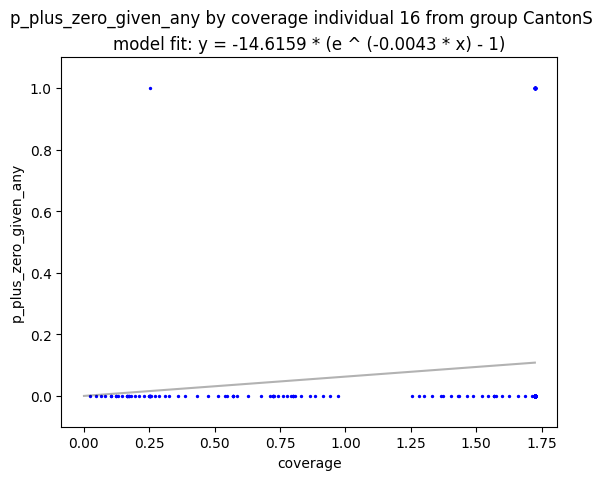 p_plus_zero_given_any by coverage individual 16 from group CantonS
model fit: y = -14.6159 * (e ^ (-0.0043 * x) - 1)
1.0
0.8
0.6
0.4
0.2
0.0
p_plus_zero_given_any
0.00 0.25 0.50 0.75 1.00 1.25 1.50 1.75
coverage